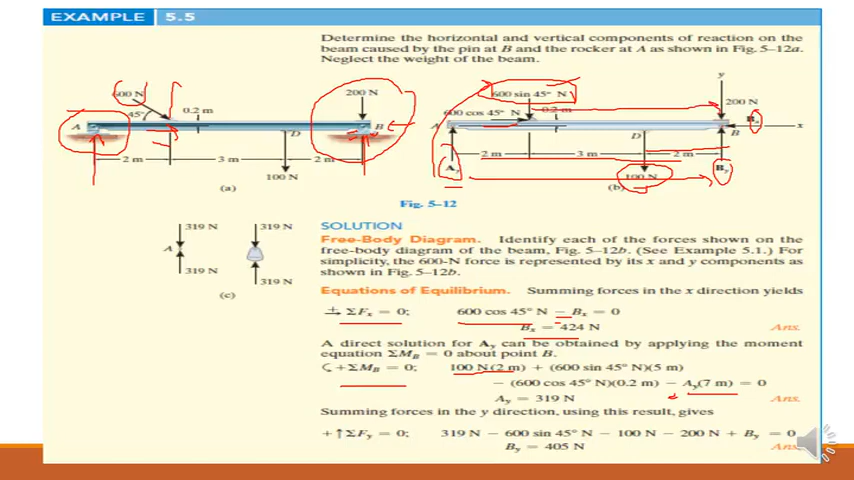 EXAMPLE 5.5
Determine the horizontal and vertical components of reaction on the
beam caused by the pin at B and the rocker at A as shown in Fig. 5–12a.
Neglect the weight of the beam.
600 N
45°
0.2 m
200 N
A
B
D
2 m
3 m
2 m
100 N
(a)
y
600 sin 45° N
600 cos 45° N
0.2 m
200 N
A
Bx
x
D
B
2 m
3 m
2 m
Ay
100 N
By
(b)
Fig. 5–12
319 N
319 N
A
319 N
319 N
(c)
SOLUTION
Free-Body Diagram. Identify each of the forces shown on the
free-body diagram of the beam, Fig. 5–12b. (See Example 5.1.) For
simplicity, the 600-N force is represented by its x and y components as
shown in Fig. 5–12b.
Equations of Equilibrium. Summing forces in the x direction yields
→+ ΣFx = 0; 600 cos 45° N − Bx = 0
Bx = 424 N Ans.
A direct solution for Ay can be obtained by applying the moment
equation ΣMB = 0 about point B.
↶+ ΣMB = 0; 100 N(2 m) + (600 sin 45° N)(5 m)
− (600 cos 45° N)(0.2 m) − Ay(7 m) = 0
Ay = 319 N Ans.
Summing forces in the y direction, using this result, gives
+↑ΣFy = 0; 319 N − 600 sin 45° N − 100 N − 200 N + By = 0
By = 405 N Ans.